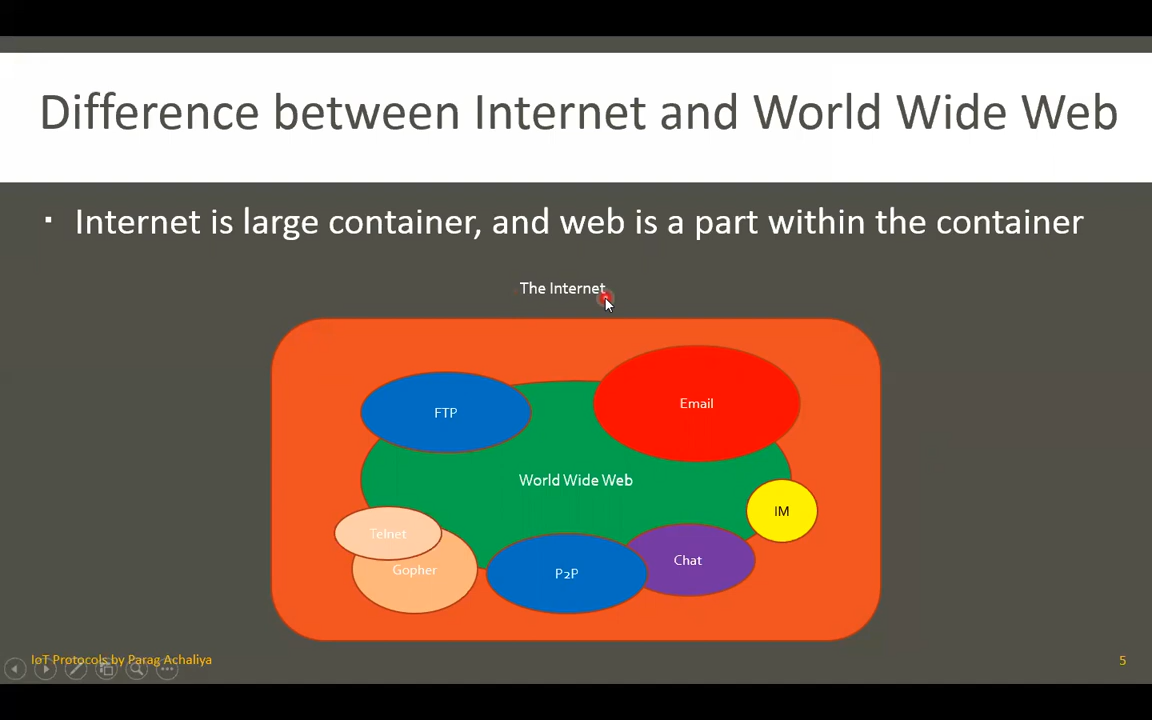 Difference between Internet and World Wide Web
▪ Internet is large container, and web is a part within the container
The Internet
Email
FTP
World Wide Web
IM
Telnet
Chat
Gopher
P2P
IoT Protocols by Parag Achaliya
5